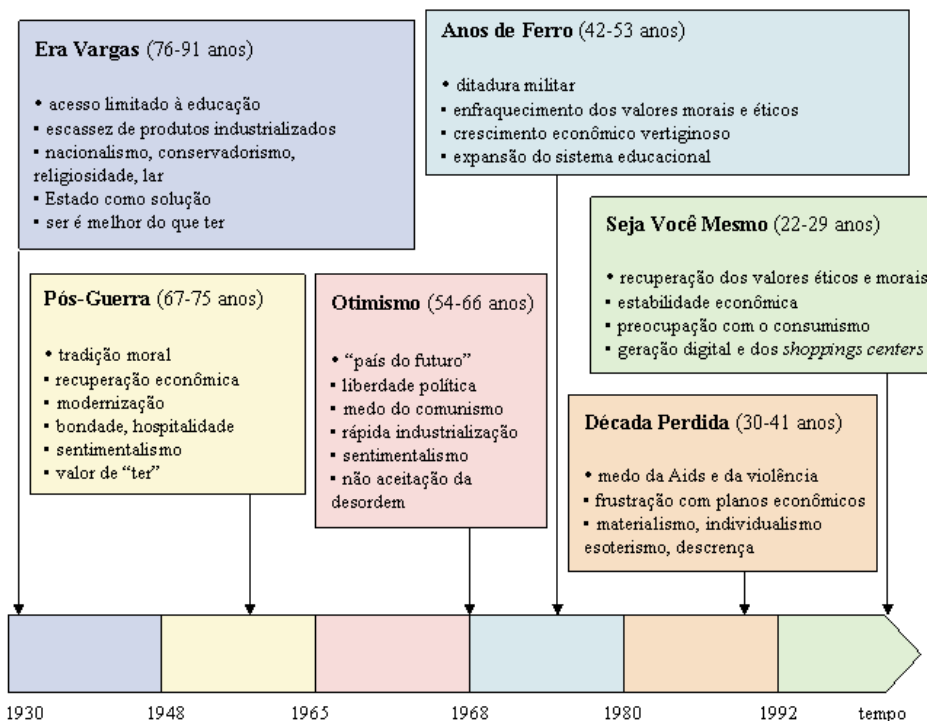 Era Vargas (76-91 anos)
• acesso limitado à educação
▪ escassez de produtos industrializados
▪ nacionalismo, conservadorismo,
religiosidade, lar
▪ Estado como solução
▪ ser é melhor do que ter
Anos de Ferro (42-53 anos)
• ditadura militar
▪ enfraquecimento dos valores morais e éticos
▪ crescimento econômico vertiginoso
▪ expansão do sistema educacional
Seja Você Mesmo (22-29 anos)
• recuperação dos valores éticos e morais
▪ estabilidade econômica
▪ preocupação com o consumismo
▪ geração digital e dos shoppings centers
Pós-Guerra (67-75 anos)
• tradição moral
▪ recuperação econômica
▪ modernização
▪ bondade, hospitalidade
▪ sentimentalismo
▪ valor de “ter”
Otimismo (54-66 anos)
• “país do futuro”
▪ liberdade política
▪ medo do comunismo
▪ rápida industrialização
▪ sentimentalismo
▪ não aceitação da
desordem
Década Perdida (30-41 anos)
• medo da Aids e da violência
▪ frustração com planos econômicos
▪ materialismo, individualismo
esoterismo, descrença
1930 1948 1965 1968 1980 1992 tempo